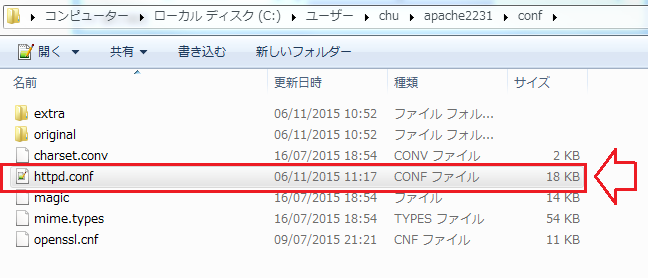 コンピューター ▸ ローカル ディスク (C:) ▸ ユーザー ▸ chu ▸ apache2231 ▸ conf ▸
開く ▼ 共有 ▼ 書き込む 新しいフォルダー
名前 更新日時 種類 サイズ
extra 06/11/2015 10:52 ファイル フォル...
original 06/11/2015 10:52 ファイル フォル...
charset.conv 16/07/2015 18:54 CONV ファイル 2 KB
httpd.conf 06/11/2015 11:17 CONF ファイル 18 KB
magic 16/07/2015 18:54 ファイル 14 KB
mime.types 16/07/2015 18:54 TYPES ファイル 54 KB
openssl.cnf 09/07/2015 21:21 CNF ファイル 11 KB